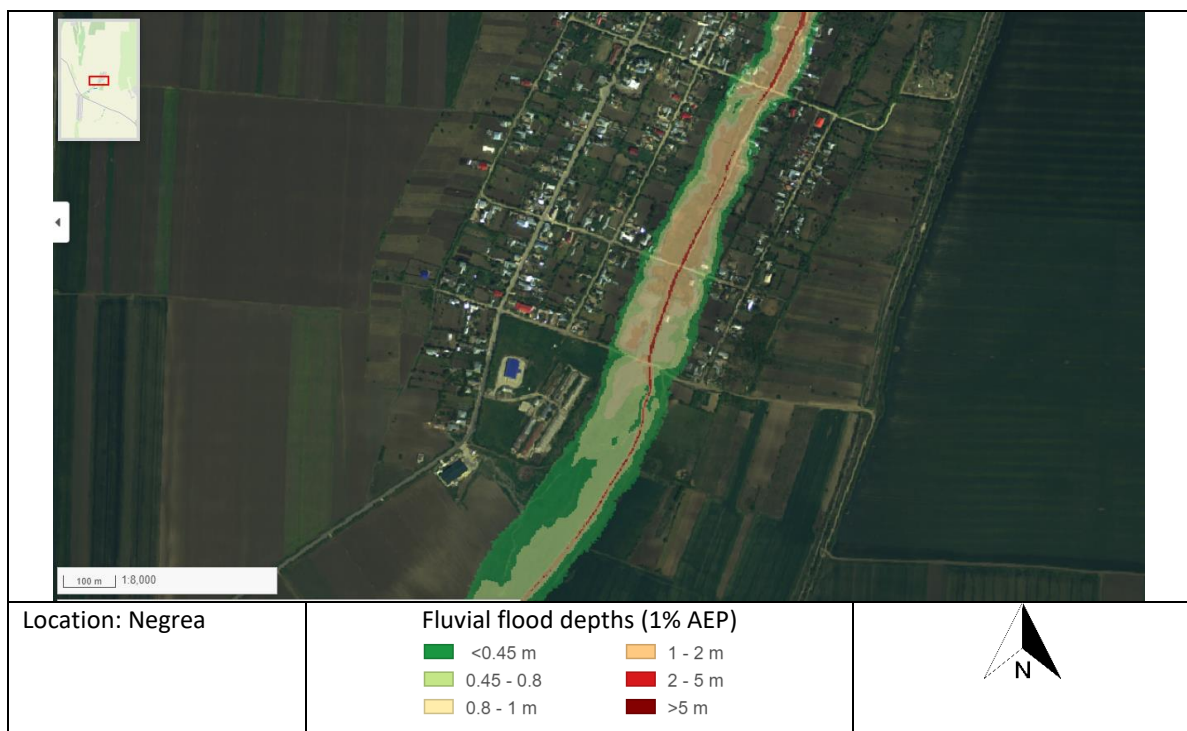 100 m 1:8,000
Location: Negrea
Fluvial flood depths (1% AEP)
<0.45 m
0.45 - 0.8
0.8 - 1 m
1 - 2 m
2 - 5 m
>5 m
N